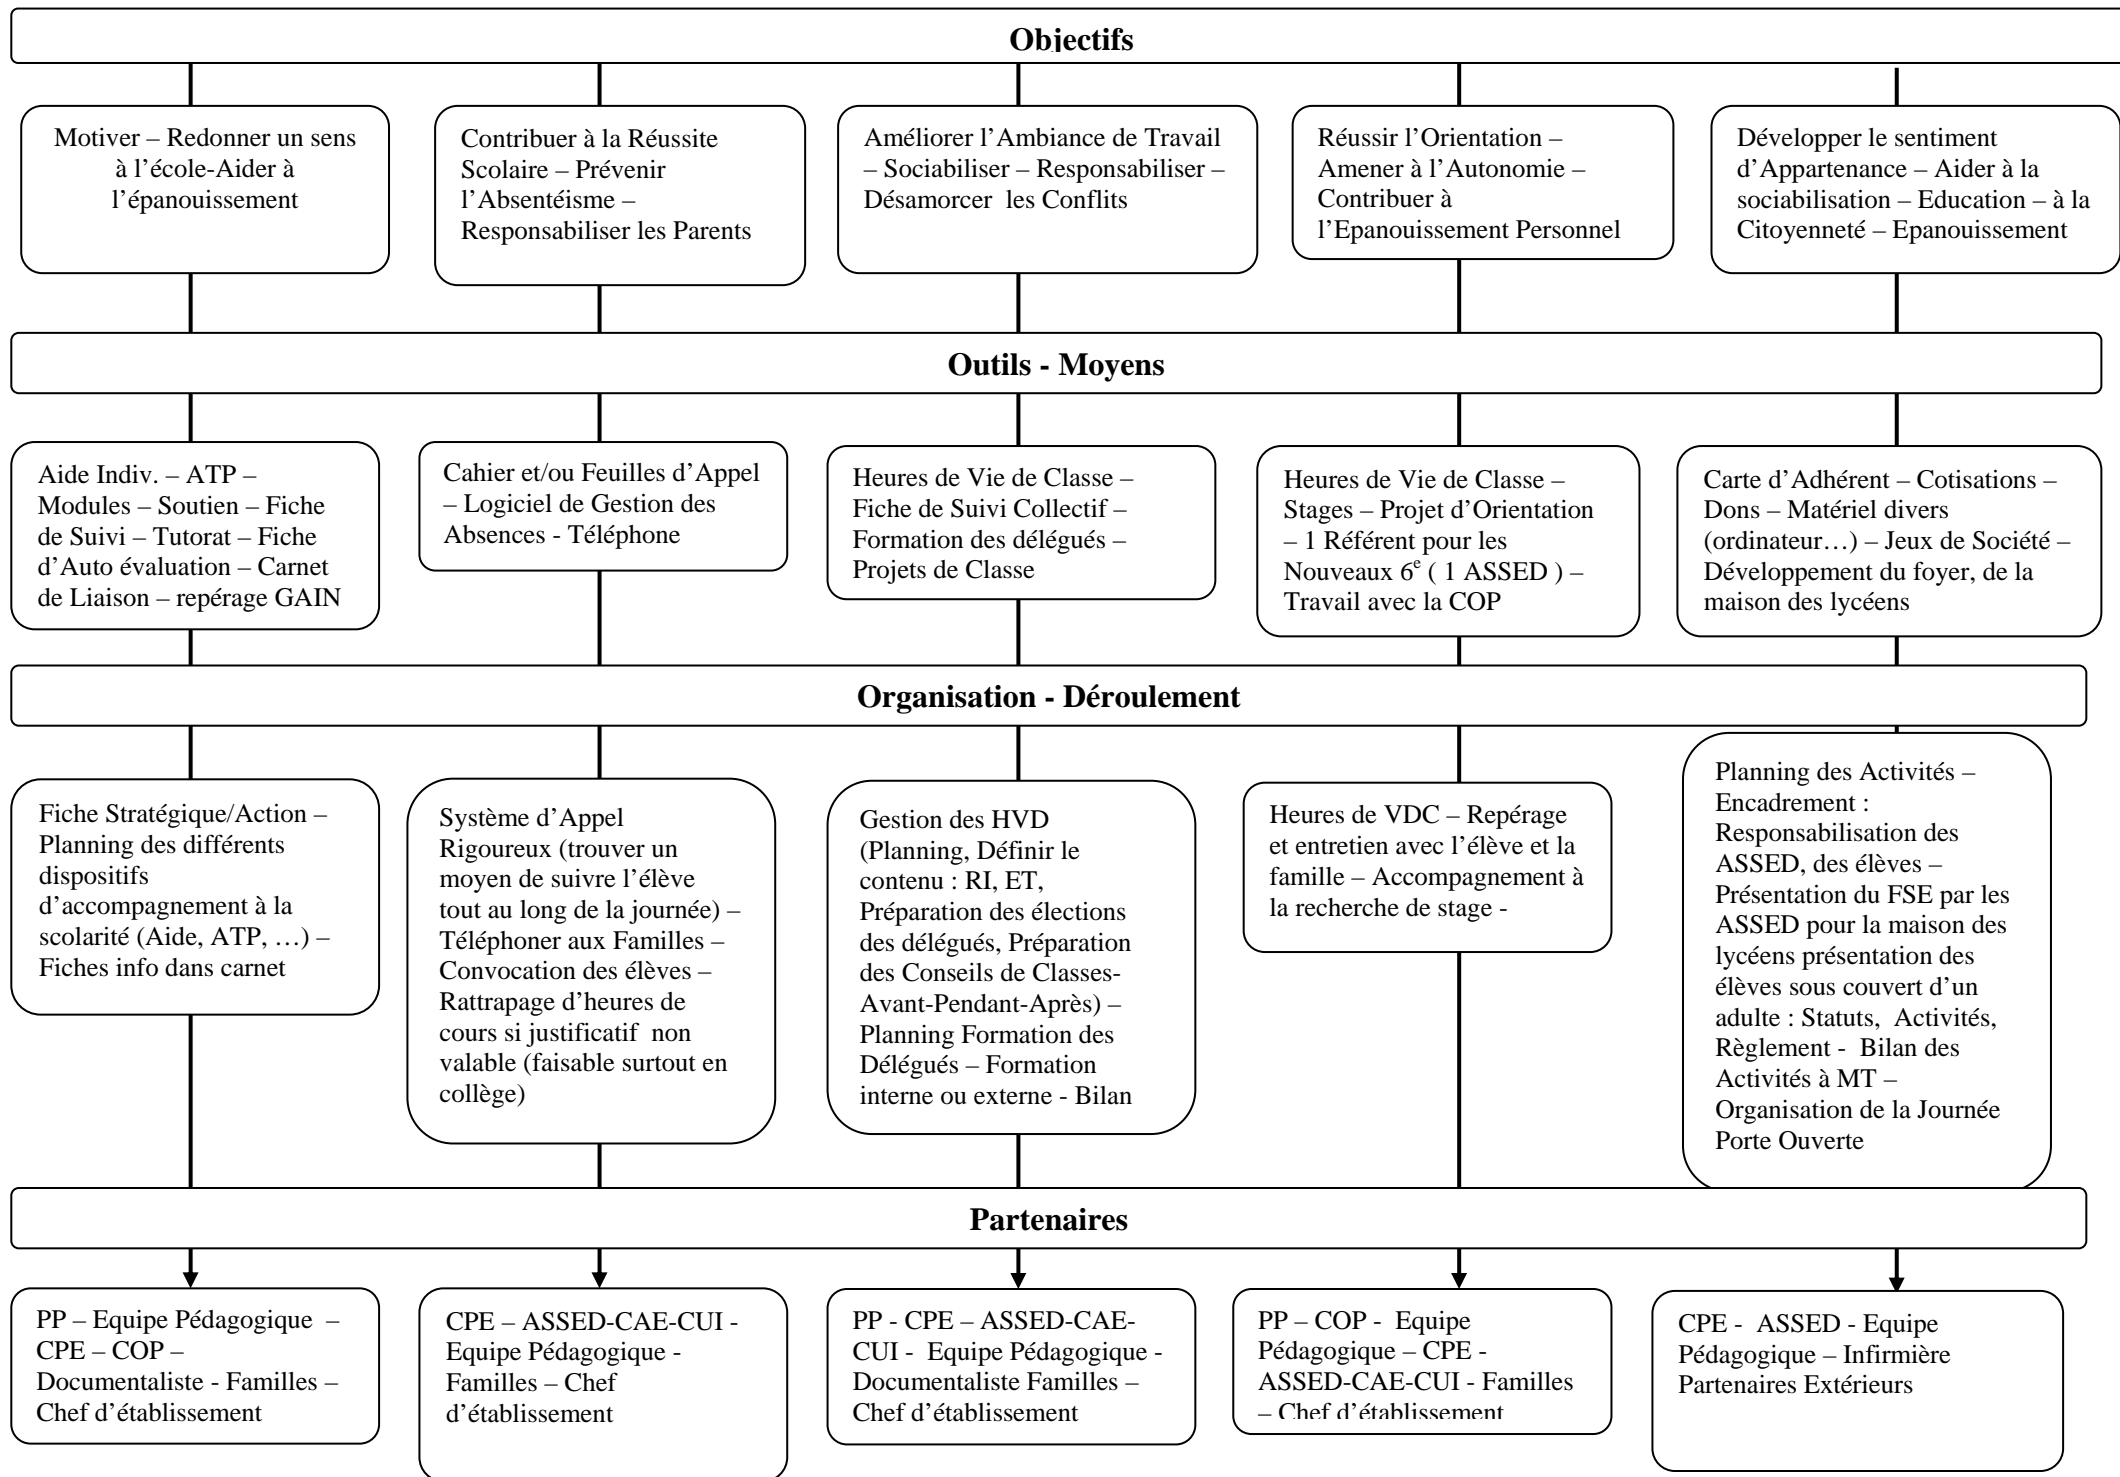 Objectifs
Motiver – Redonner un sens
à l’école-Aider à
l’épanouissement
Contribuer à la Réussite
Scolaire – Prévenir
l’Absentéisme –
Responsabiliser les Parents
Améliorer l’Ambiance de Travail
– Sociabiliser – Responsabiliser –
Désamorcer  les Conflits
Réussir l’Orientation –
Amener à l’Autonomie –
Contribuer à
l’Epanouissement Personnel
Développer le sentiment
d’Appartenance – Aider à la
sociabilisation – Education – à la
Citoyenneté – Epanouissement
Outils - Moyens
Aide Indiv. – ATP –
Modules – Soutien – Fiche
de Suivi – Tutorat – Fiche
d’Auto évaluation – Carnet
de Liaison – repérage GAIN
Cahier et/ou Feuilles d’Appel
– Logiciel de Gestion des
Absences - Téléphone
Heures de Vie de Classe –
Fiche de Suivi Collectif –
Formation des délégués –
Projets de Classe
Heures de Vie de Classe –
Stages – Projet d’Orientation
– 1 Référent pour les
Nouveaux 6e ( 1 ASSED ) –
Travail avec la COP
Carte d’Adhérent – Cotisations –
Dons – Matériel divers
(ordinateur…) – Jeux de Société –
Développement du foyer, de la
maison des lycéens
Organisation - Déroulement
Fiche Stratégique/Action –
Planning des différents
dispositifs
d’accompagnement à la
scolarité (Aide, ATP, …) –
Fiches info dans carnet
Système d’Appel
Rigoureux (trouver un
moyen de suivre l’élève
tout au long de la journée) –
Téléphoner aux Familles –
Convocation des élèves –
Rattrapage d’heures de
cours si justificatif  non
valable (faisable surtout en
collège)
Gestion des HVD
(Planning, Définir le
contenu : RI, ET,
Préparation des élections
des délégués, Préparation
des Conseils de Classes-
Avant-Pendant-Après) –
Planning Formation des
Délégués – Formation
interne ou externe - Bilan
Heures de VDC – Repérage
et entretien avec l’élève et la
famille – Accompagnement à
la recherche de stage -
Planning des Activités –
Encadrement :
Responsabilisation des
ASSED, des élèves –
Présentation du FSE par les
ASSED pour la maison des
lycéens présentation des
élèves sous couvert d’un
adulte : Statuts,  Activités,
Règlement -  Bilan des
Activités à MT –
Organisation de la Journée
Porte Ouverte
Partenaires
PP – Equipe Pédagogique  –
CPE – COP –
Documentaliste - Familles –
Chef d’établissement
CPE – ASSED-CAE-CUI -
Equipe Pédagogique -
Familles – Chef
d’établissement
PP - CPE – ASSED-CAE-
CUI -  Equipe Pédagogique -
Documentaliste Familles –
Chef d’établissement
PP – COP -  Equipe
Pédagogique – CPE -
ASSED-CAE-CUI - Familles
– Chef d’établissement
CPE -  ASSED - Equipe
Pédagogique – Infirmière
Partenaires Extérieurs